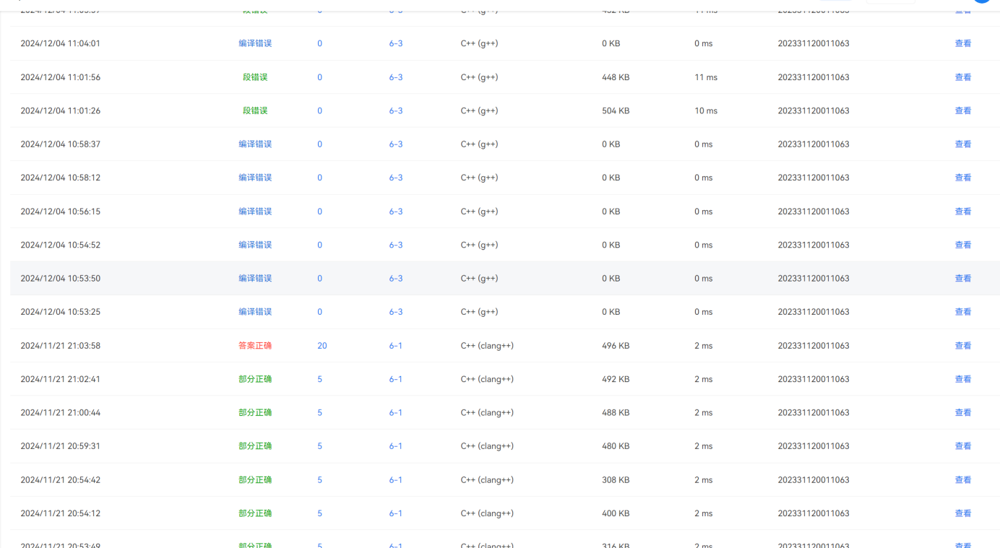 2024/12/04 11:04:01 编译错误 0 6-3 C++ (g++) 0 KB 0 ms 202331120011063 查看
2024/12/04 11:01:56 段错误 0 6-3 C++ (g++) 448 KB 11 ms 202331120011063 查看
2024/12/04 11:01:26 段错误 0 6-3 C++ (g++) 504 KB 10 ms 202331120011063 查看
2024/12/04 10:58:37 编译错误 0 6-3 C++ (g++) 0 KB 0 ms 202331120011063 查看
2024/12/04 10:58:12 编译错误 0 6-3 C++ (g++) 0 KB 0 ms 202331120011063 查看
2024/12/04 10:56:15 编译错误 0 6-3 C++ (g++) 0 KB 0 ms 202331120011063 查看
2024/12/04 10:54:52 编译错误 0 6-3 C++ (g++) 0 KB 0 ms 202331120011063 查看
2024/12/04 10:53:50 编译错误 0 6-3 C++ (g++) 0 KB 0 ms 202331120011063 查看
2024/12/04 10:53:25 编译错误 0 6-3 C++ (g++) 0 KB 0 ms 202331120011063 查看
2024/11/21 21:03:58 答案正确 20 6-1 C++ (clang++) 496 KB 2 ms 202331120011063 查看
2024/11/21 21:02:41 部分正确 5 6-1 C++ (clang++) 492 KB 2 ms 202331120011063 查看
2024/11/21 21:00:44 部分正确 5 6-1 C++ (clang++) 488 KB 2 ms 202331120011063 查看
2024/11/21 20:59:31 部分正确 5 6-1 C++ (clang++) 480 KB 2 ms 202331120011063 查看
2024/11/21 20:54:42 部分正确 5 6-1 C++ (clang++) 308 KB 2 ms 202331120011063 查看
2024/11/21 20:54:12 部分正确 5 6-1 C++ (clang++) 400 KB 2 ms 202331120011063 查看
2024/11/21 20:53:49 部分正确 5 6-1 C++ (clang++) 316 KB 2 ms 202331120011063 查看